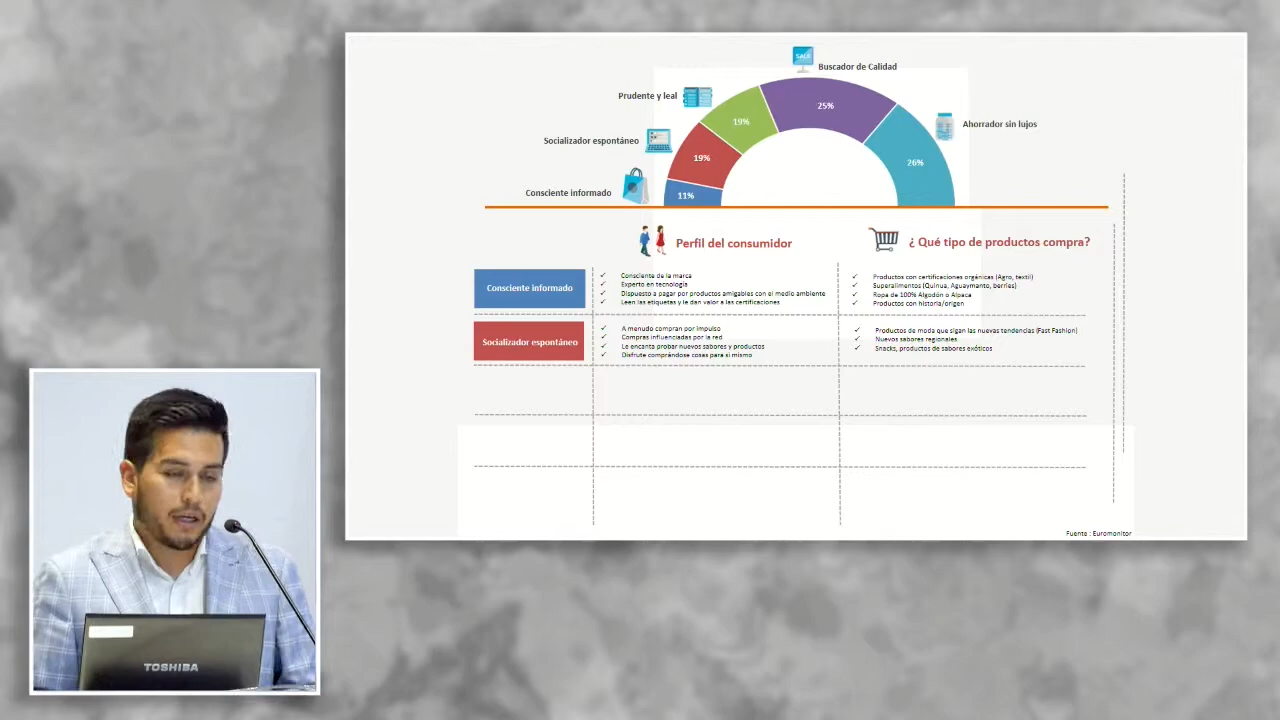 SALE
Buscador de Calidad
Prudente y leal
25%
19%
Ahorrador sin lujos
Socializador espontáneo
19%
26%
Consciente informado
11%
Perfil del consumidor
¿ Qué tipo de productos compra?
Consciente informado
✓ Consciente de la marca
✓ Experto en tecnología
✓ Dispuesto a pagar por productos amigables con el medio ambiente
✓ Leen las etiquetas y le dan valor a las certificaciones
✓ Productos con certificaciones orgánicas (Agro, textil)
✓ Superalimentos (Quinua, Aguaymanto, berries)
✓ Ropa de 100% Algodón o Alpaca
✓ Productos con historia/origen
Socializador espontáneo
✓ A menudo compran por impulso
✓ Compras influenciadas por la red
✓ Le encanta probar nuevos sabores y productos
✓ Disfrute comprándose cosas para si mismo
✓ Productos de moda que sigan las nuevas tendencias (Fast Fashion)
✓ Nuevos sabores regionales
✓ Snacks, productos de sabores exóticos
Fuente : Euromonitor
TOSHIBA